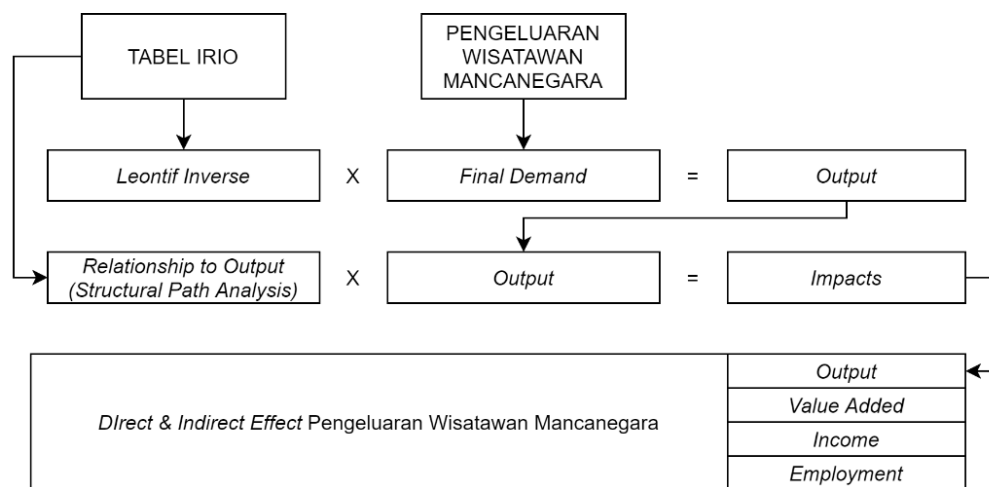 TABEL IRIO
PENGELUARAN
WISATAWAN
MANCANEGARA
Leontif Inverse
X
Final Demand
=
Output
Relationship to Output
(Structural Path Analysis)
X
Output
=
Impacts
DIrect & Indirect Effect Pengeluaran Wisatawan Mancanegara
Output
Value Added
Income
Employment